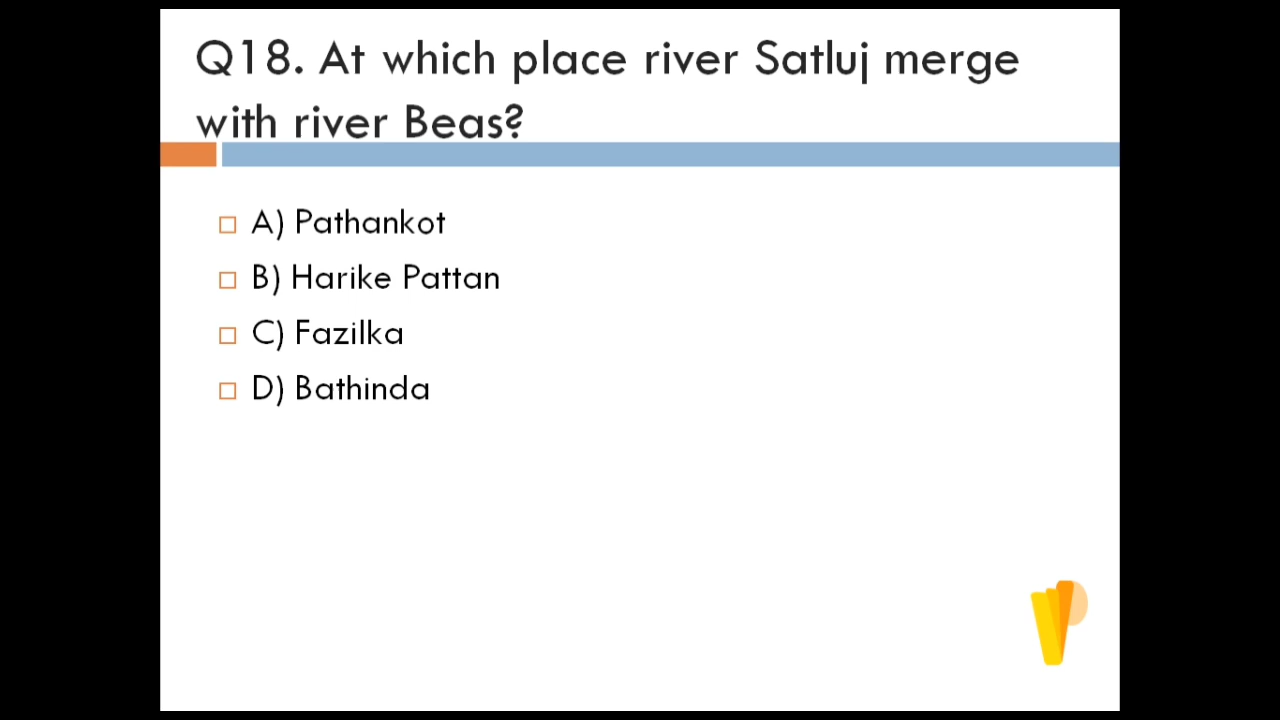 Q18. At which place river Satluj merge
with river Beas?
A) Pathankot
B) Harike Pattan
C) Fazilka
D) Bathinda